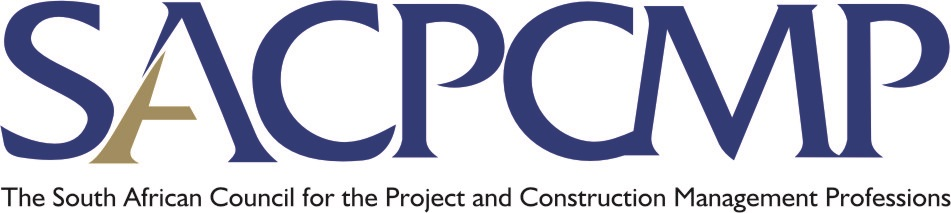 SACPCMP
The South African Council for the Project and Construction Management Professions